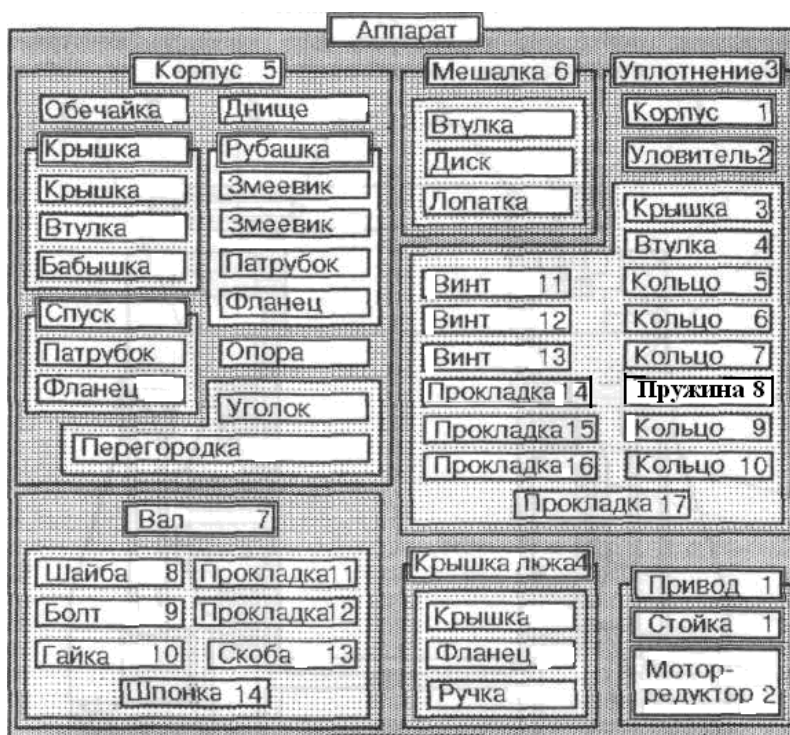 Аппарат
Корпус 5
Обечайка
Днище
Крышка
Крышка
Втулка
Бабышка
Рубашка
Змеевик
Змеевик
Патрубок
Фланец
Спуск
Патрубок
Фланец
Опора
Уголок
Перегородка
Мешалка 6
Втулка
Диск
Лопатка
Уплотнение3
Корпус 1
Уловитель2
Крышка 3
Втулка 4
Кольцо 5
Кольцо 6
Кольцо 7
Пружина 8
Кольцо 9
Кольцо 10
Винт 11
Винт 12
Винт 13
Прокладка 14
Прокладка15
Прокладка16
Прокладка 17
Вал 7
Шайба 8
Прокладка11
Болт 9
Прокладка12
Гайка 10
Скоба 13
Шпонка 14
Крышка люка4
Крышка
Фланец
Ручка
Привод 1
Стойка 1
Мотор-
редуктор 2